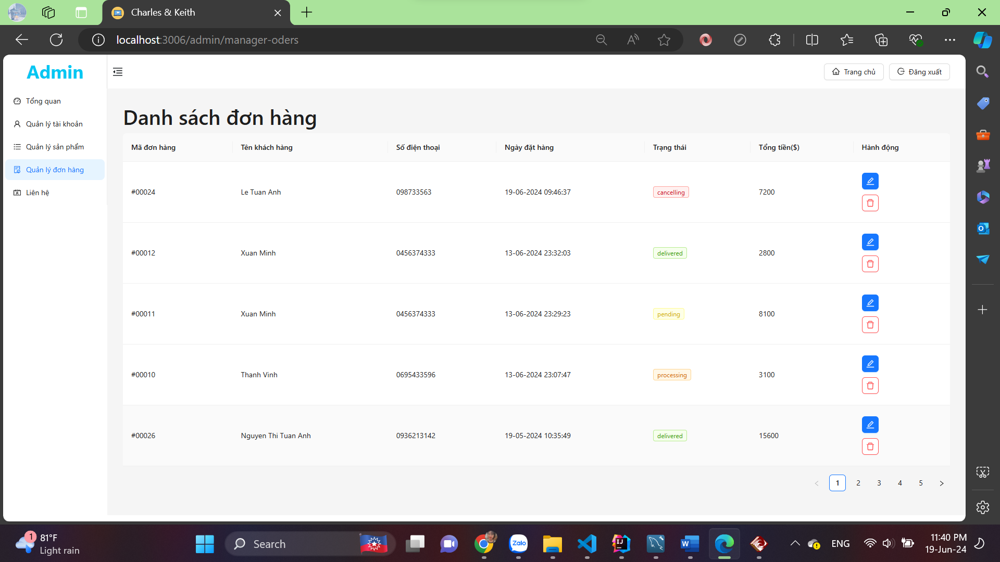 Charles & Keith
localhost:3006/admin/manager-oders
Admin
Trang chủ
Đăng xuất
Tổng quan
Quản lý tài khoản
Quản lý sản phẩm
Quản lý đơn hàng
Liên hệ
Danh sách đơn hàng
Mã đơn hàng Tên khách hàng Số điện thoại Ngày đặt hàng Trạng thái Tổng tiền($) Hành động
#00024 Le Tuan Anh 098733563 19-06-2024 09:46:37 cancelling 7200
#00012 Xuan Minh 0456374333 13-06-2024 23:32:03 delivered 2800
#00011 Xuan Minh 0456374333 13-06-2024 23:29:23 pending 8100
#00010 Thanh Vinh 0695433596 13-06-2024 23:07:47 processing 3100
#00026 Nguyen Thi Tuan Anh 0936213142 19-05-2024 10:35:49 delivered 15600
< 1 2 3 4 5 >
1
81°F
Light rain
Search
Zalo
ENG
11:40 PM
19-Jun-24